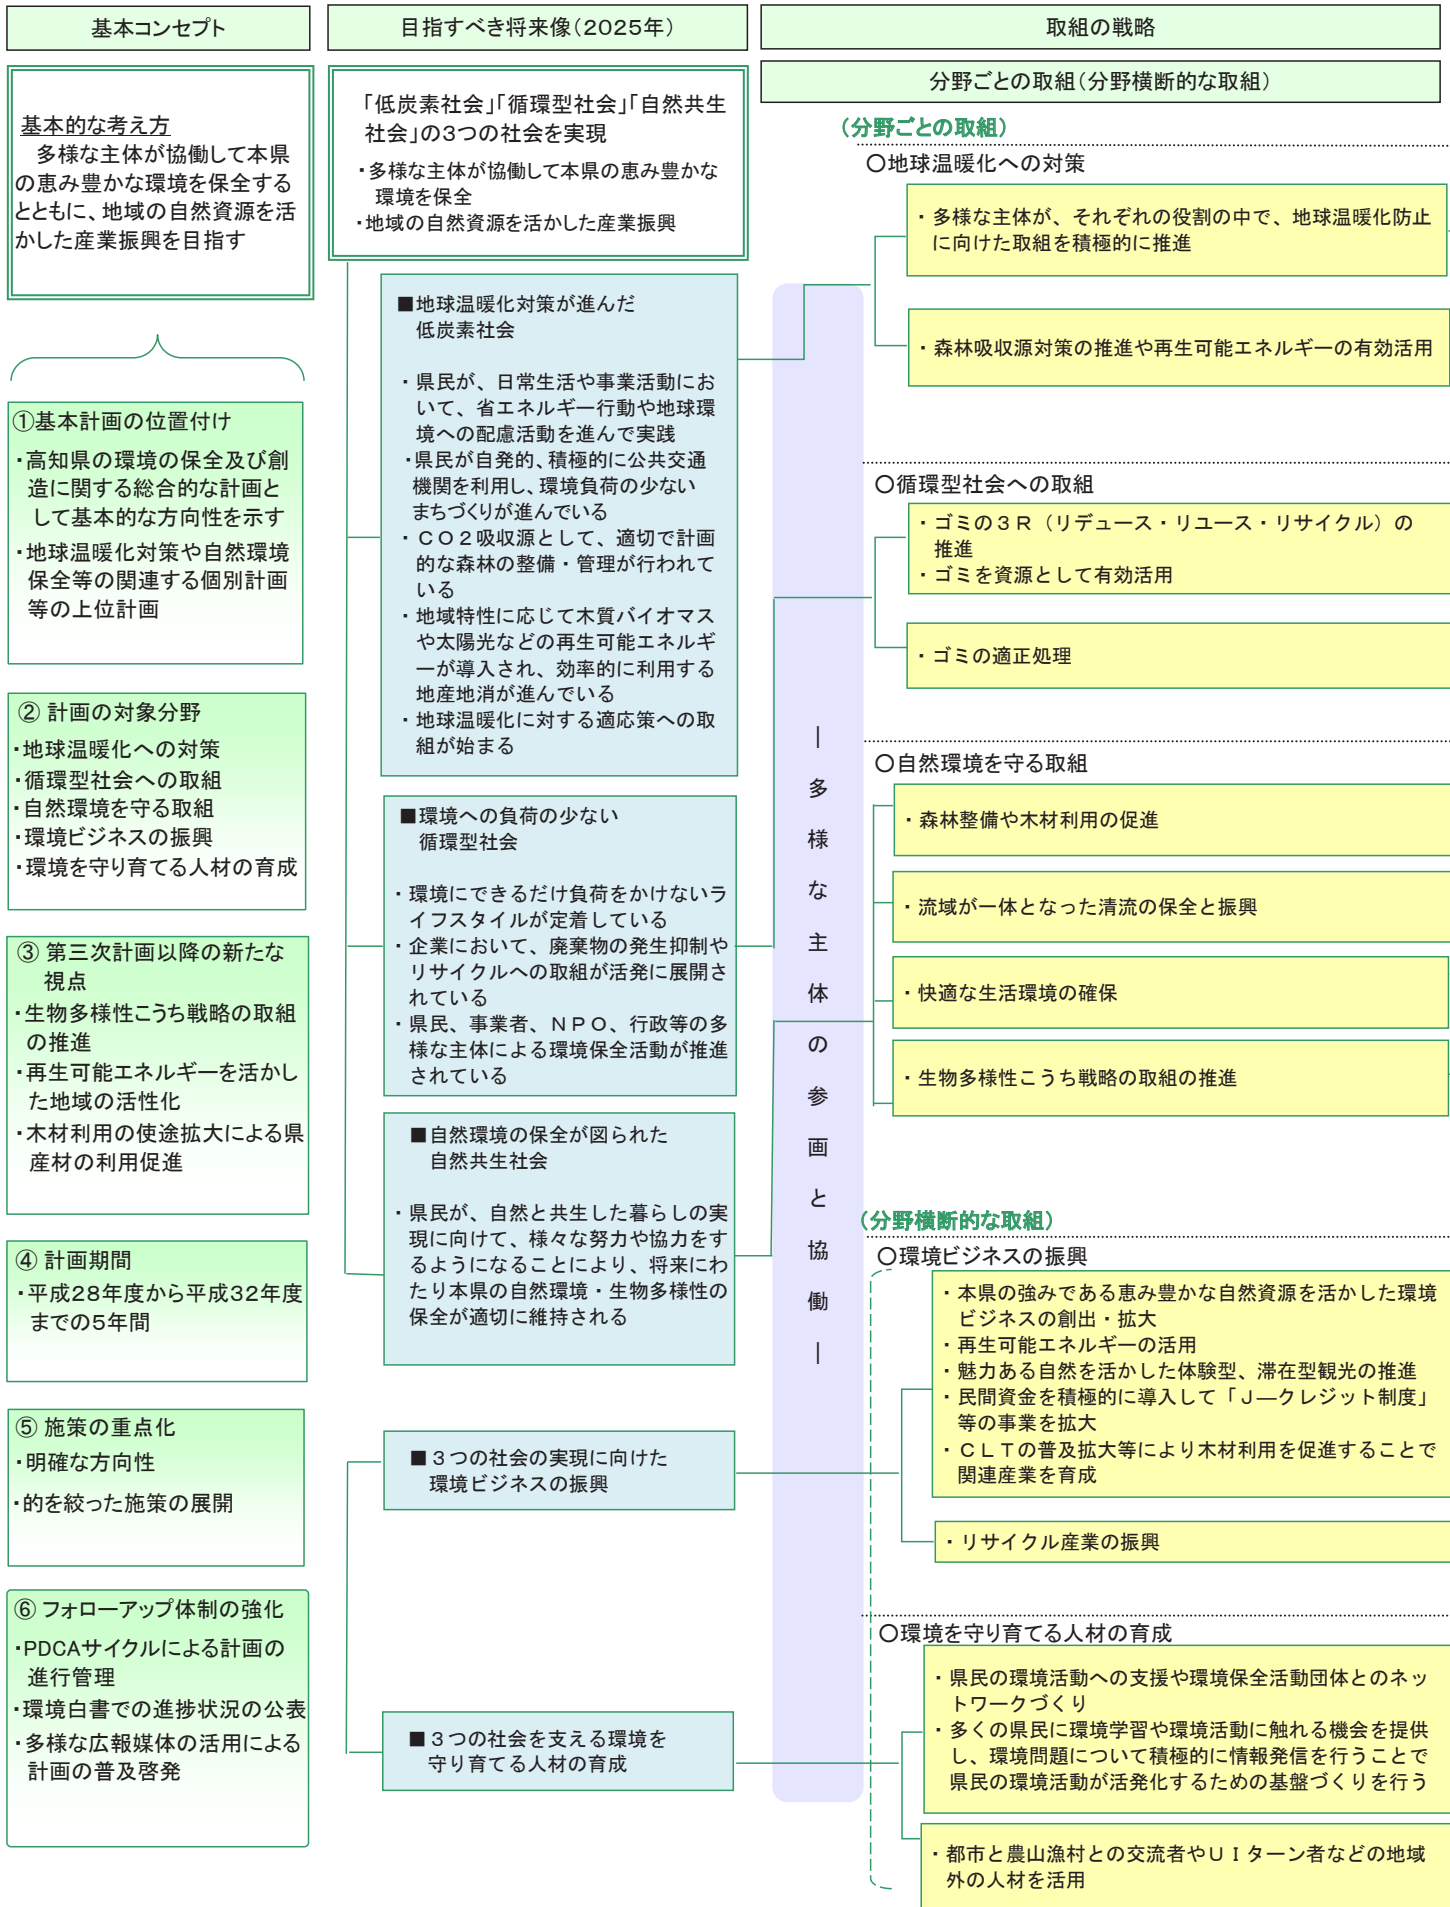 基本コンセプト
基本的な考え方
多様な主体が協働して本県
の恵み豊かな環境を保全する
とともに、地域の自然資源を活
かした産業振興を目指す
①基本計画の位置付け
・高知県の環境の保全及び創
造に関する総合的な計画と
して基本的な方向性を示す
・地球温暖化対策や自然環境
保全等の関連する個別計画
等の上位計画
② 計画の対象分野
・地球温暖化への対策
・循環型社会への取組
・自然環境を守る取組
・環境ビジネスの振興
・環境を守り育てる人材の育成
③ 第三次計画以降の新たな
視点
・生物多様性こうち戦略の取組
の推進
・再生可能エネルギーを活かし
た地域の活性化
・木材利用の使途拡大による県
産材の利用促進
④ 計画期間
・平成28年度から平成32年度
までの5年間
⑤ 施策の重点化
・明確な方向性
・的を絞った施策の展開
⑥ フォローアップ体制の強化
・PDCAサイクルによる計画の
進行管理
・環境白書での進捗状況の公表
・多様な広報媒体の活用による
計画の普及啓発
目指すべき将来像(2025年)
「低炭素社会」「循環型社会」「自然共生
社会」の3つの社会を実現
・多様な主体が協働して本県の恵み豊かな
環境を保全
・地域の自然資源を活かした産業振興
■地球温暖化対策が進んだ
低炭素社会
・県民が、日常生活や事業活動にお
いて、省エネルギー行動や地球環
境への配慮活動を進んで実践
・県民が自発的、積極的に公共交通
機関を利用し、環境負荷の少ない
まちづくりが進んでいる
・ＣＯ２吸収源として、適切で計画
的な森林の整備・管理が行われて
いる
・地域特性に応じて木質バイオマス
や太陽光などの再生可能エネルギ
ーが導入され、効率的に利用する
地産地消が進んでいる
・地球温暖化に対する適応策への取
組が始まる
■環境への負荷の少ない
循環型社会
・環境にできるだけ負荷をかけないラ
イフスタイルが定着している
・企業において、廃棄物の発生抑制や
リサイクルへの取組が活発に展開さ
れている
・県民、事業者、ＮＰＯ、行政等の多
様な主体による環境保全活動が推進
されている
■自然環境の保全が図られた
自然共生社会
・県民が、自然と共生した暮らしの実
現に向けて、様々な努力や協力をす
るようになることにより、将来にわ
たり本県の自然環境・生物多様性の
保全が適切に維持される
■３つの社会の実現に向けた
環境ビジネスの振興
■３つの社会を支える環境を
守り育てる人材の育成
―多様な主体の参画と協働―
取組の戦略
分野ごとの取組(分野横断的な取組)
(分野ごとの取組)
○地球温暖化への対策
・多様な主体が、それぞれの役割の中で、地球温暖化防止
に向けた取組を積極的に推進
・森林吸収源対策の推進や再生可能エネルギーの有効活用
○循環型社会への取組
・ゴミの３Ｒ（リデュース・リユース・リサイクル）の
推進
・ゴミを資源として有効活用
・ゴミの適正処理
○自然環境を守る取組
・森林整備や木材利用の促進
・流域が一体となった清流の保全と振興
・快適な生活環境の確保
・生物多様性こうち戦略の取組の推進
(分野横断的な取組)
○環境ビジネスの振興
・本県の強みである恵み豊かな自然資源を活かした環境
ビジネスの創出・拡大
・再生可能エネルギーの活用
・魅力ある自然を活かした体験型、滞在型観光の推進
・民間資金を積極的に導入して「Ｊ―クレジット制度」
等の事業を拡大
・ＣＬＴの普及拡大等により木材利用を促進することで
関連産業を育成
・リサイクル産業の振興
○環境を守り育てる人材の育成
・県民の環境活動への支援や環境保全活動団体とのネッ
トワークづくり
・多くの県民に環境学習や環境活動に触れる機会を提供
し、環境問題について積極的に情報発信を行うことで
県民の環境活動が活発化するための基盤づくりを行う
・都市と農山漁村との交流者やＵＩターン者などの地域
外の人材を活用